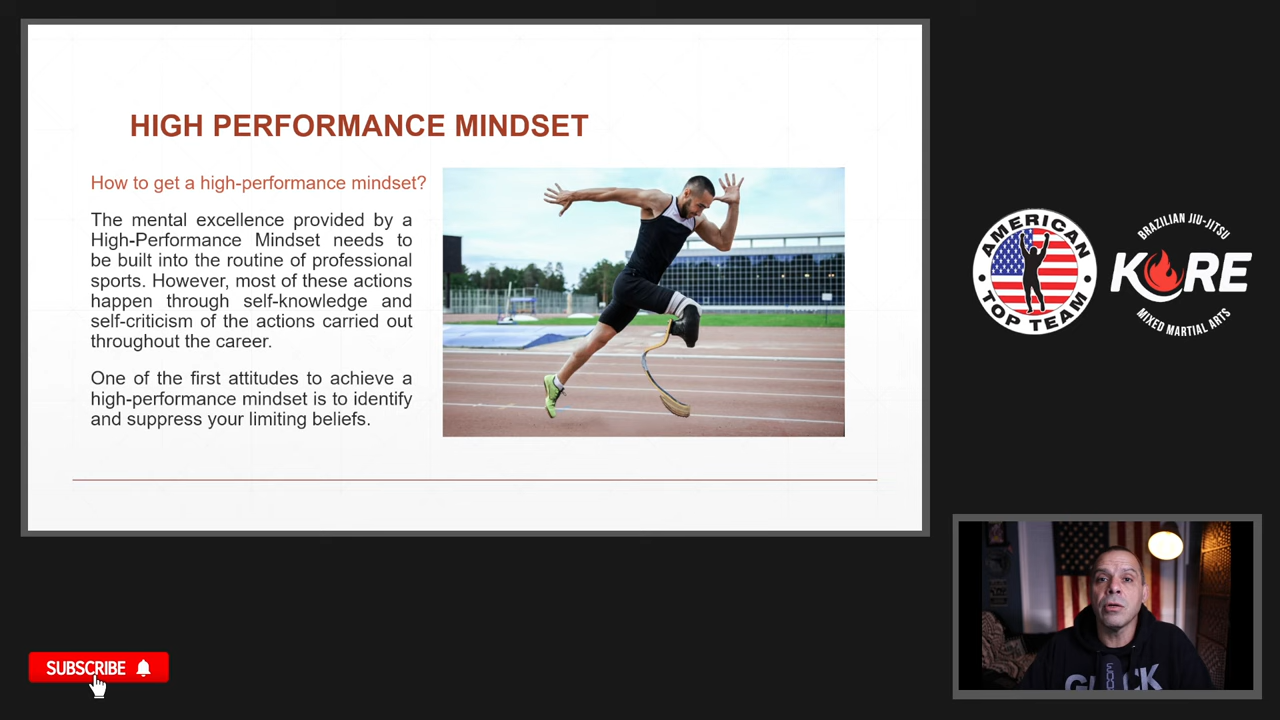 HIGH PERFORMANCE MINDSET
How to get a high-performance mindset?
The mental excellence provided by a
High-Performance Mindset needs to
be built into the routine of professional
sports. However, most of these actions
happen through self-knowledge and
self-criticism of the actions carried out
throughout the career.
One of the first attitudes to achieve a
high-performance mindset is to identify
and suppress your limiting beliefs.
AMERICAN
TOP TEAM
BRAZILIAN JIU-JITSU
KORE
MIXED MARTIAL ARTS
SUBSCRIBE